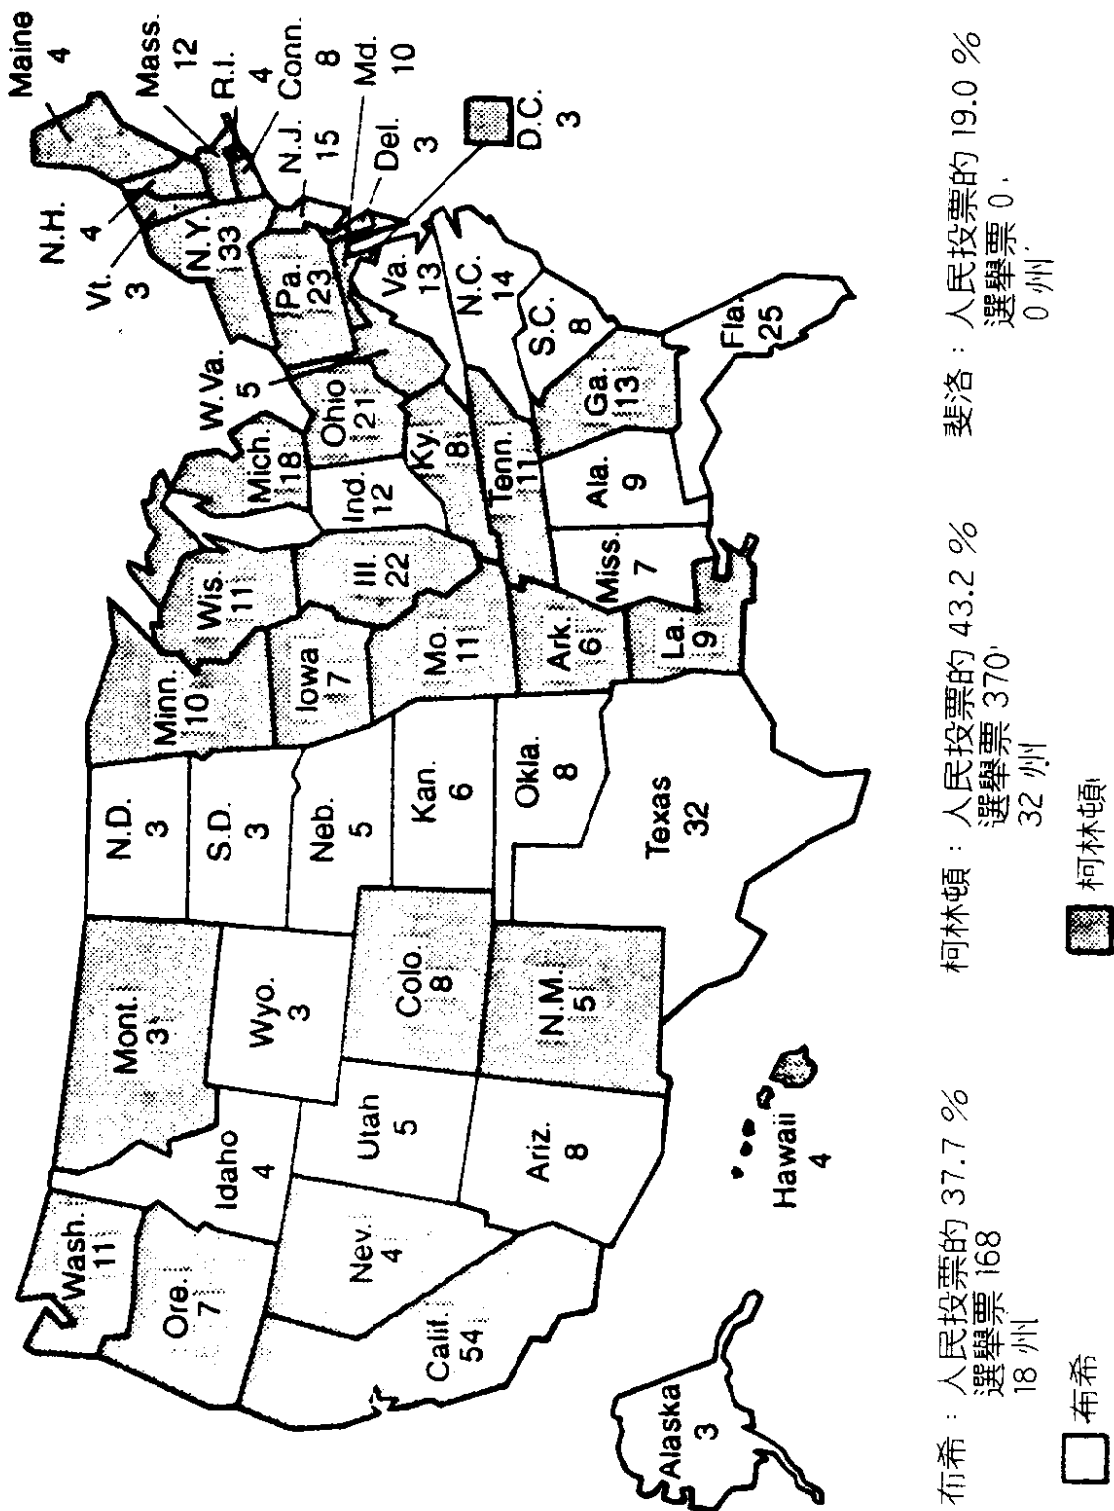 Wash.
11
Ore.
7
Calif.
54
Nev.
4
Idaho
4
Mont.
3
Wyo.
3
Utah
5
Ariz.
8
Colo.
8
N.M.
5
N.D.
3
S.D.
3
Neb.
5
Kan.
6
Okla.
8
Texas
32
Minn.
10
Iowa
7
Mo.
11
Ark.
6
La.
9
Wis.
11
Ill.
22
Mich.
18
Ind.
12
Ohio
21
Ky.
8
Tenn.
11
Miss.
7
Ala.
9
Ga.
13
Fla.
25
S.C.
8
N.C.
14
Va.
13
W.Va.
5
Pa.
23
N.Y.
33
Vt.
3
N.H.
4
Maine
4
Mass.
12
R.I.
4
Conn.
8
N.J.
15
Del.
3
Md.
10
D.C.
3
Alaska
3
Hawaii
4
布希：人民投票的 37.7 %
選舉票 168
18 州
柯林頓：人民投票的 43.2 %
選舉票 370
32 州
斐洛：人民投票的 19.0 %
選舉票 0
0 州
布希
柯林頓